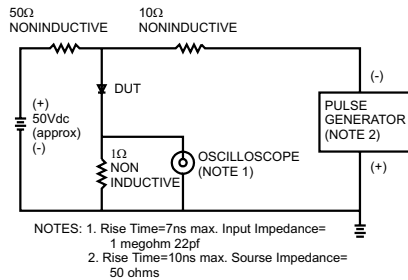 50Ω
NONINDUCTIVE
10Ω
NONINDUCTIVE
(+)
50Vdc
(approx)
(-)
DUT
1Ω
NON
INDUCTIVE
OSCILLOSCOPE
(NOTE 1)
(-)
PULSE
GENERATOR
(NOTE 2)
(+)
NOTES: 1. Rise Time=7ns max. Input Impedance=
1 megohm 22pf
2. Rise Time=10ns max. Sourse Impedance=
50 ohms